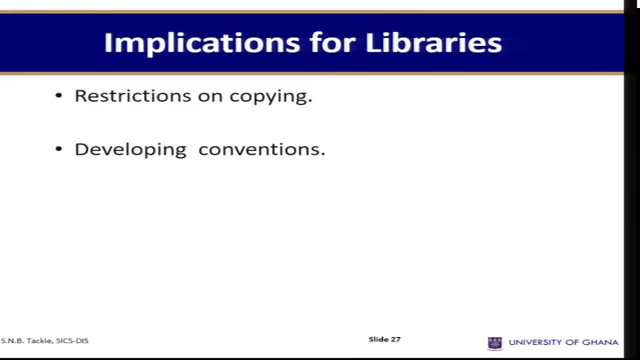 Implications for Libraries
• Restrictions on copying.
• Developing conventions.
S.N.B. Tackie, SICS-DIS
Slide 27
UNIVERSITY OF GHANA